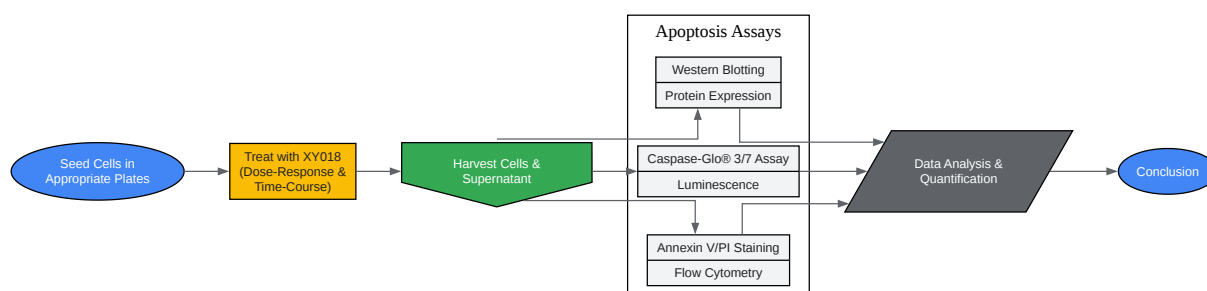 Seed Cells in
Appropriate Plates
Treat with XY018
(Dose-Response &
Time-Course)
Harvest Cells &
Supernatant
Apoptosis Assays
Western Blotting
Protein Expression
Caspase-Glo® 3/7 Assay
Luminescence
Annexin V/PI Staining
Flow Cytometry
Data Analysis &
Quantification
Conclusion